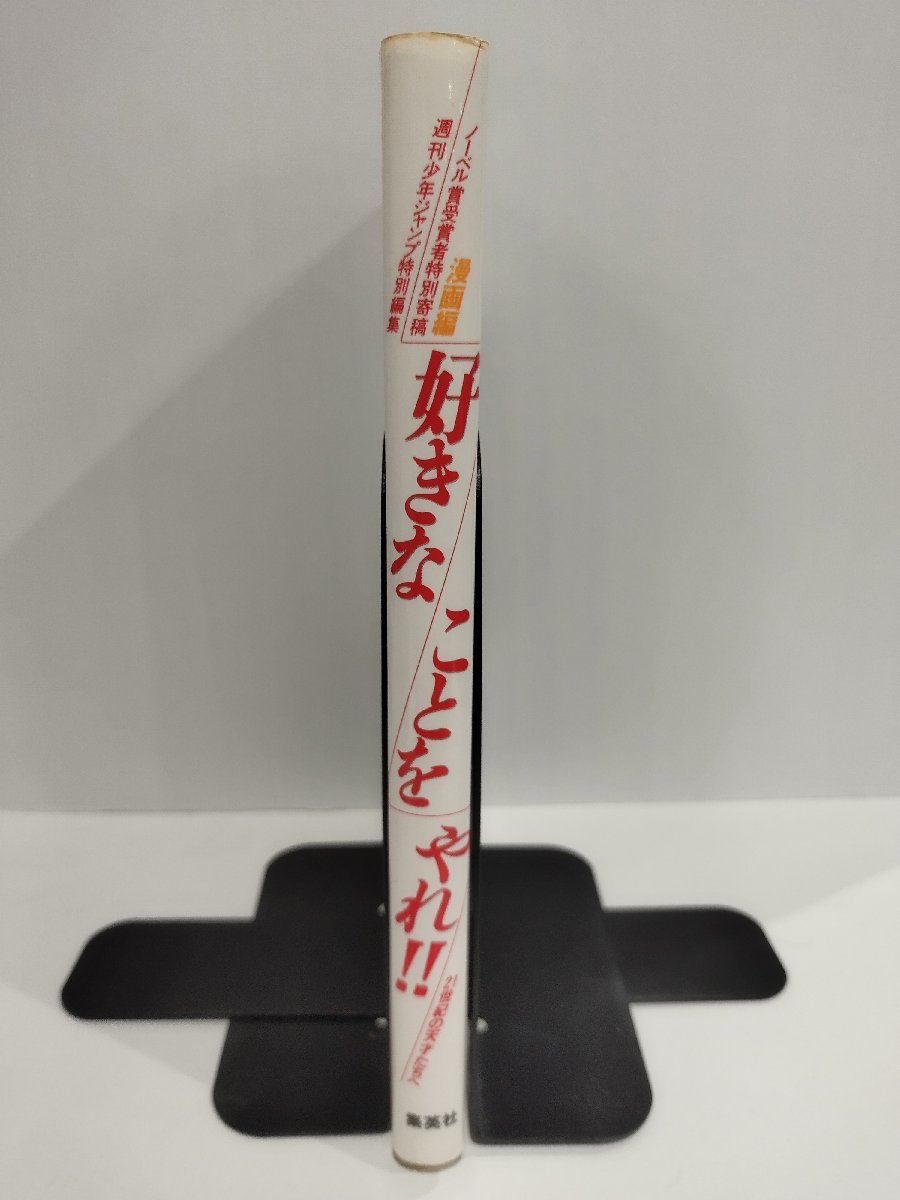 ノーベル賞受賞者特別寄稿
週刊少年ジャンプ特別編集
漫画編
好きな
ことを
やれ!!
21世紀の天才たちへ
集英社